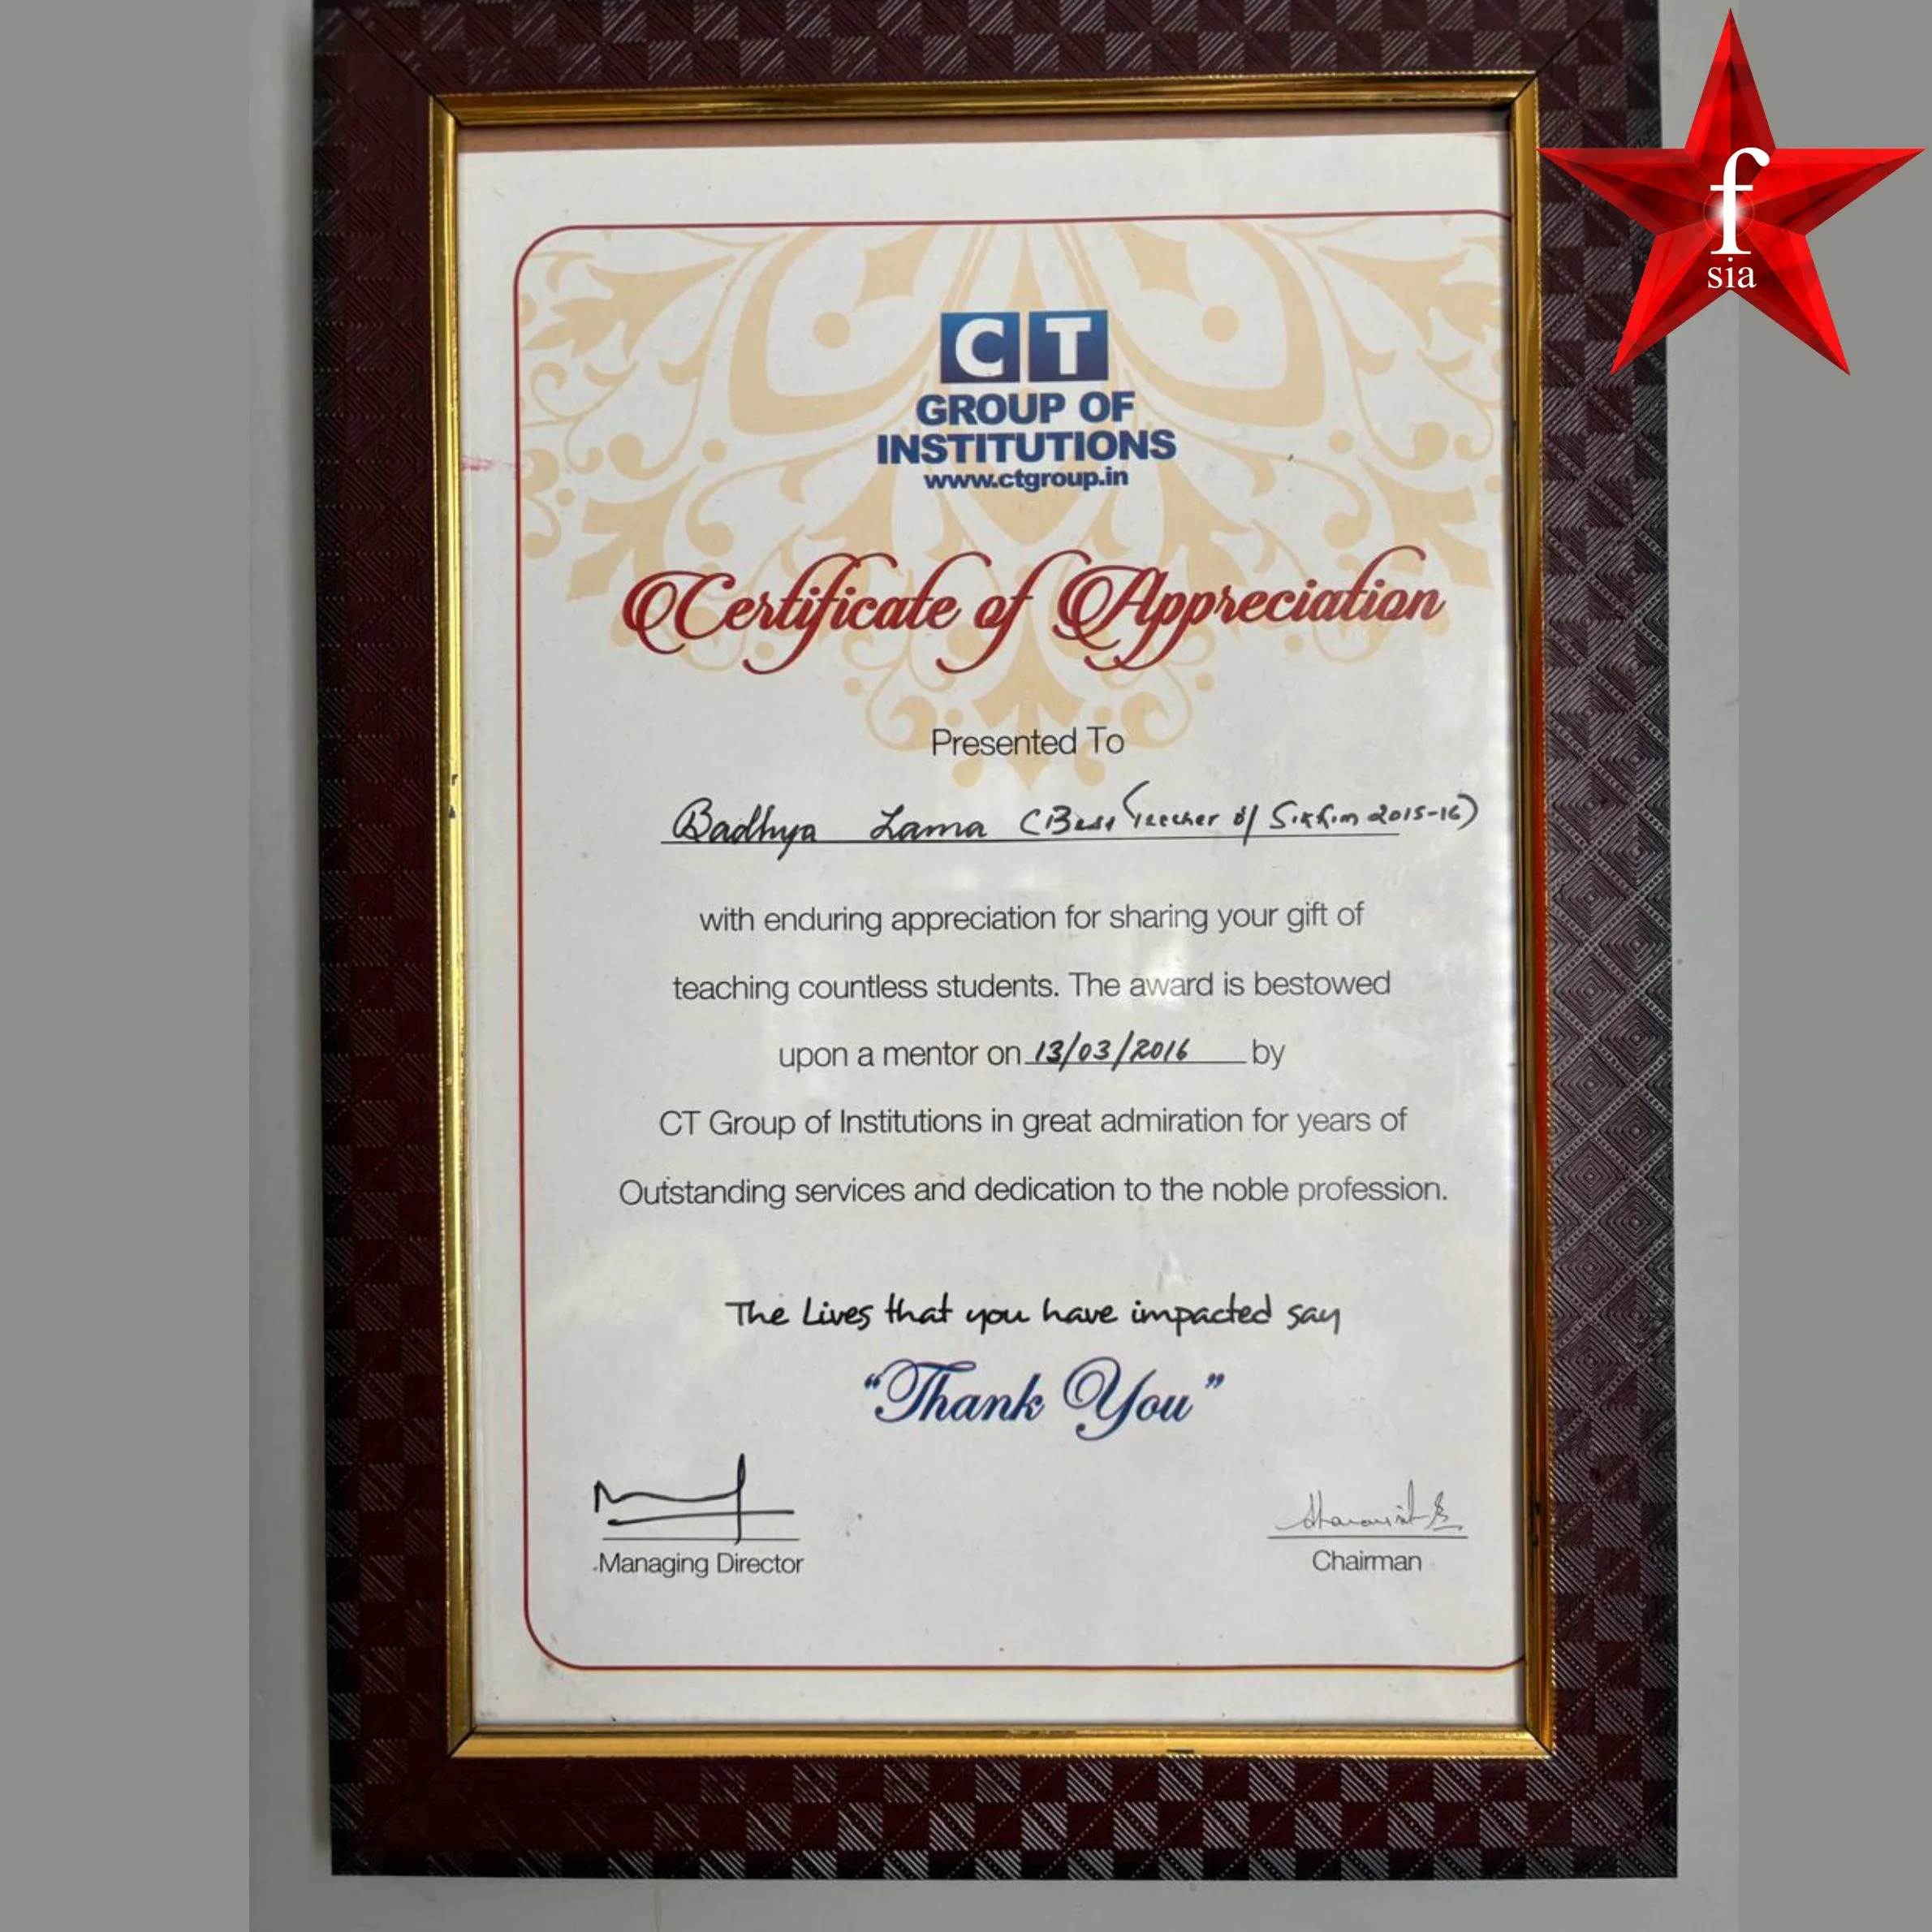 f
sia
CT
GROUP OF
INSTITUTIONS
www.ctgroup.in
Certificate of Appreciation
Presented To
Badhya Lama (Best Teacher of Sikkim 2015-16)
with enduring appreciation for sharing your gift of
teaching countless students. The award is bestowed
upon a mentor on 13/03/2016 by
CT Group of Institutions in great admiration for years of
Outstanding services and dedication to the noble profession.
The Lives that you have impacted say
"Thank You"
Managing Director
Chairman